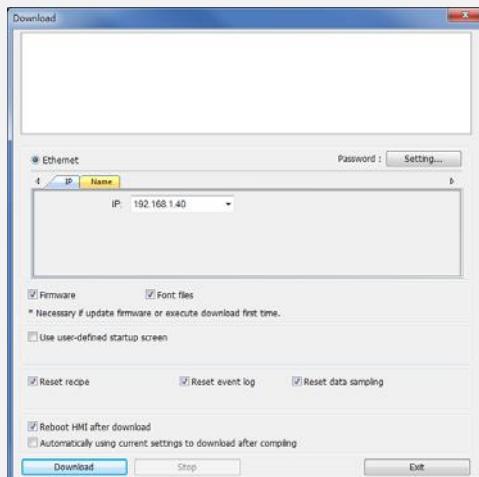 Download
Ethernet Password : Setting...
IP Name
IP: 192.168.1.40
Firmware Font files
* Necessary if update firmware or execute download first time.
Use user-defined startup screen
Reset recipe Reset event log Reset data sampling
Reboot HMI after download
Automatically using current settings to download after compiling
Download Stop Exit